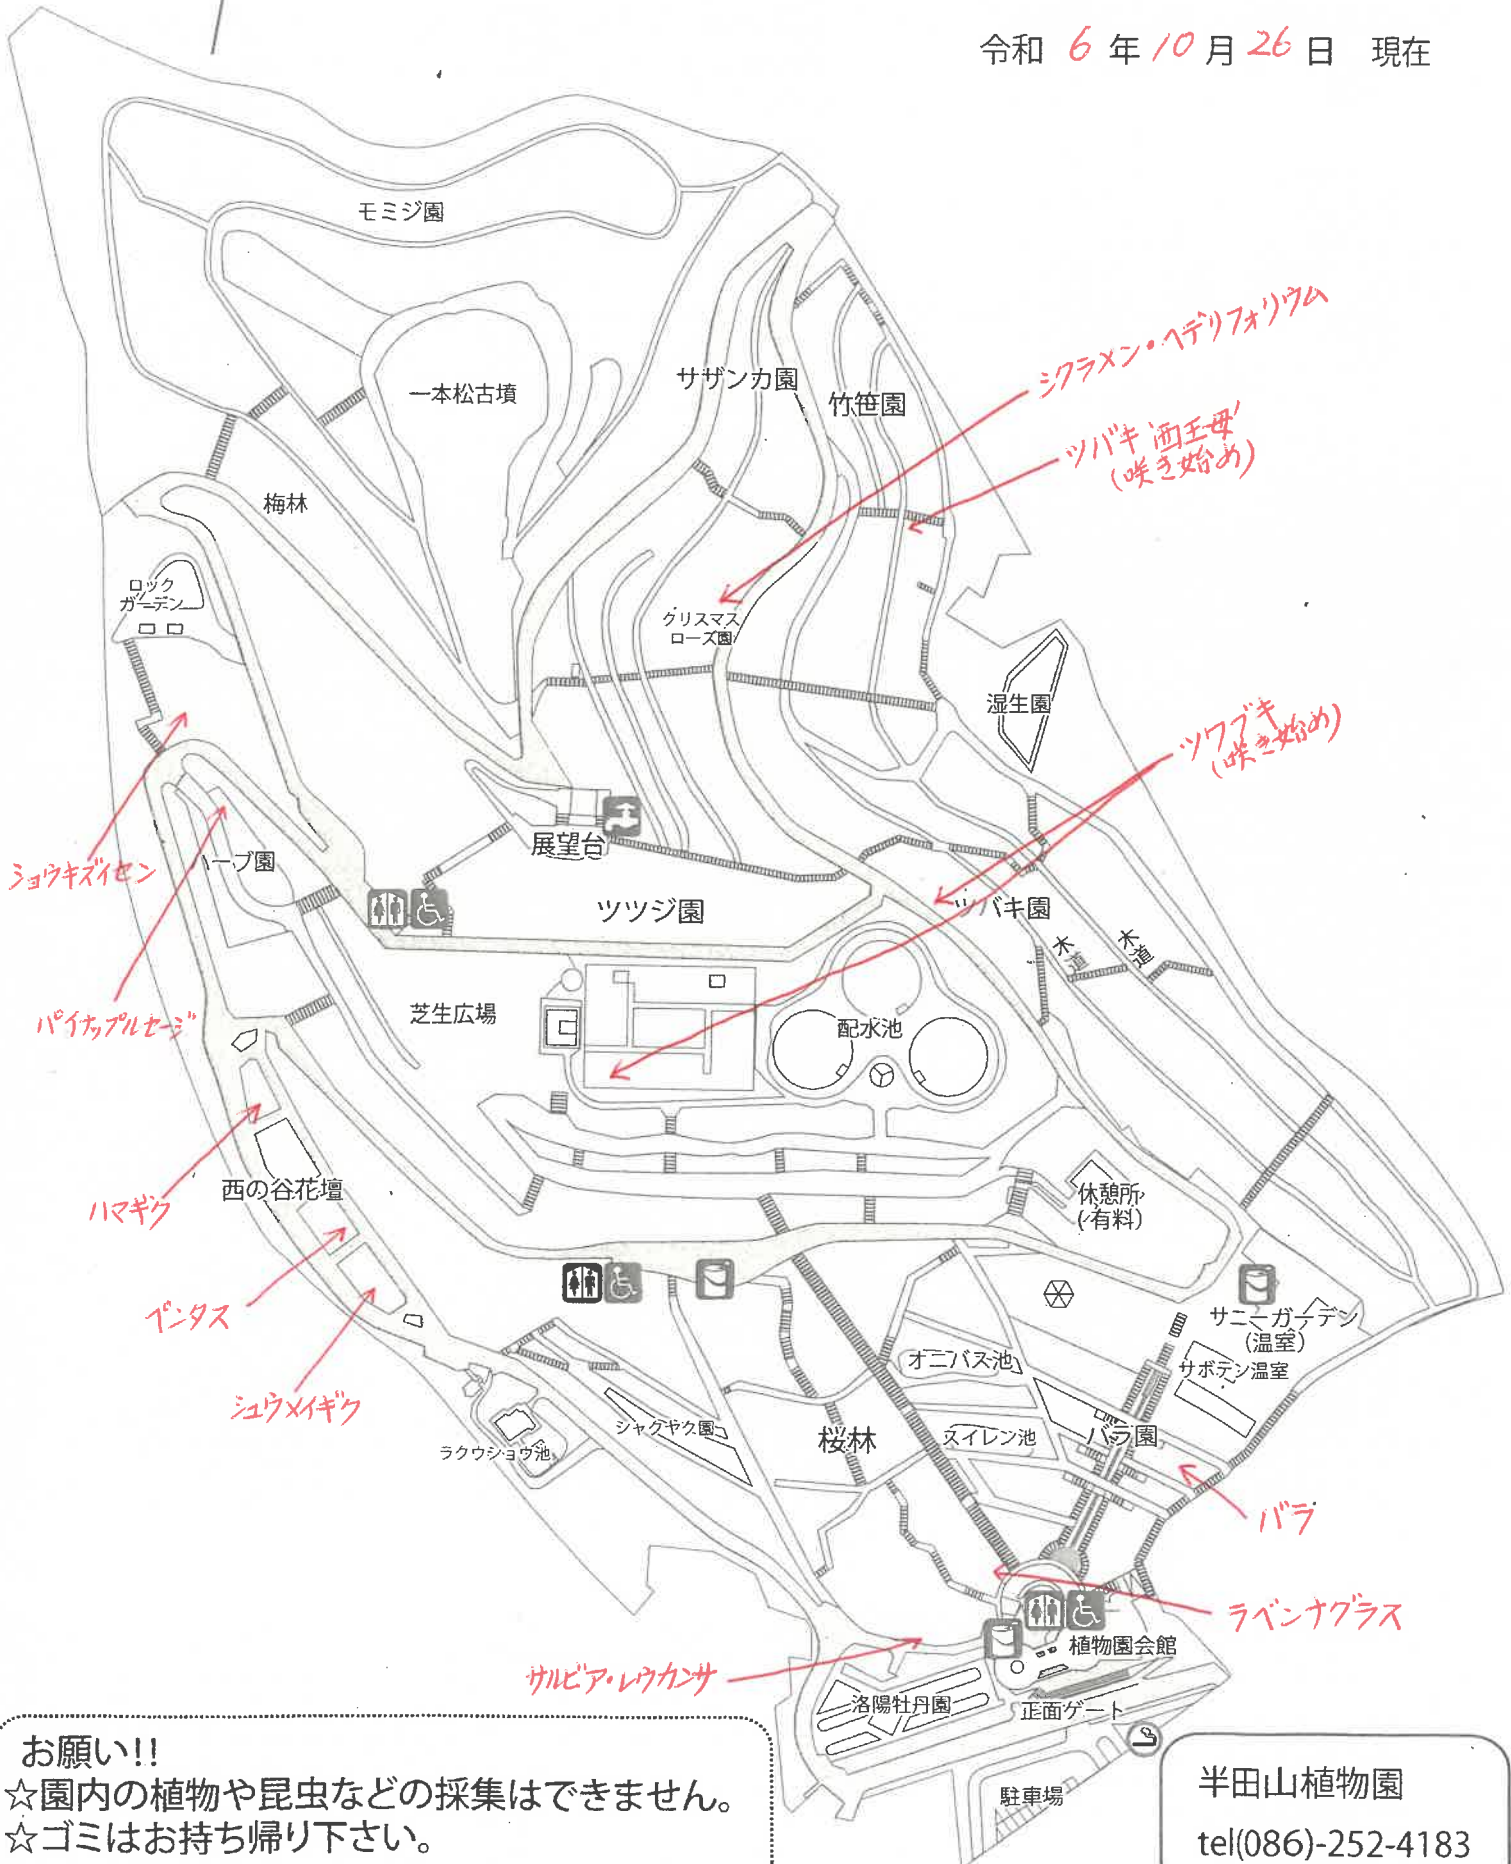 令和 6 年 10 月 26 日 現在
モミジ園
シクラメン・ヘデリフォリウム
サザンカ園
一本松古墳
竹笹園
ツバキ '西王母'
(咲き始め)
梅林
ロック
ガーデン
クリスマス
ローズ園
湿生園
ツワブキ
(咲き始め)
展望台
ショウキズイセン
ハーブ園
ツツジ園
ツバキ園
木道
木道
パイナップルセージ
芝生広場
配水池
ハマギク
西の谷花壇
休憩所
(有料)
ペンタス
サニーガーデン
(温室)
オニバス池
サボテン温室
シュウメイギク
シャクヤク園
桜林
スイレン池
バラ園
ラクウショウ池
バラ
ラベンナグラス
植物園会館
サルビア・レウカンサ
洛陽牡丹園
正面ゲート
駐車場
お願い!!
☆園内の植物や昆虫などの採集はできません。
☆ゴミはお持ち帰り下さい。
半田山植物園
tel(086)-252-4183